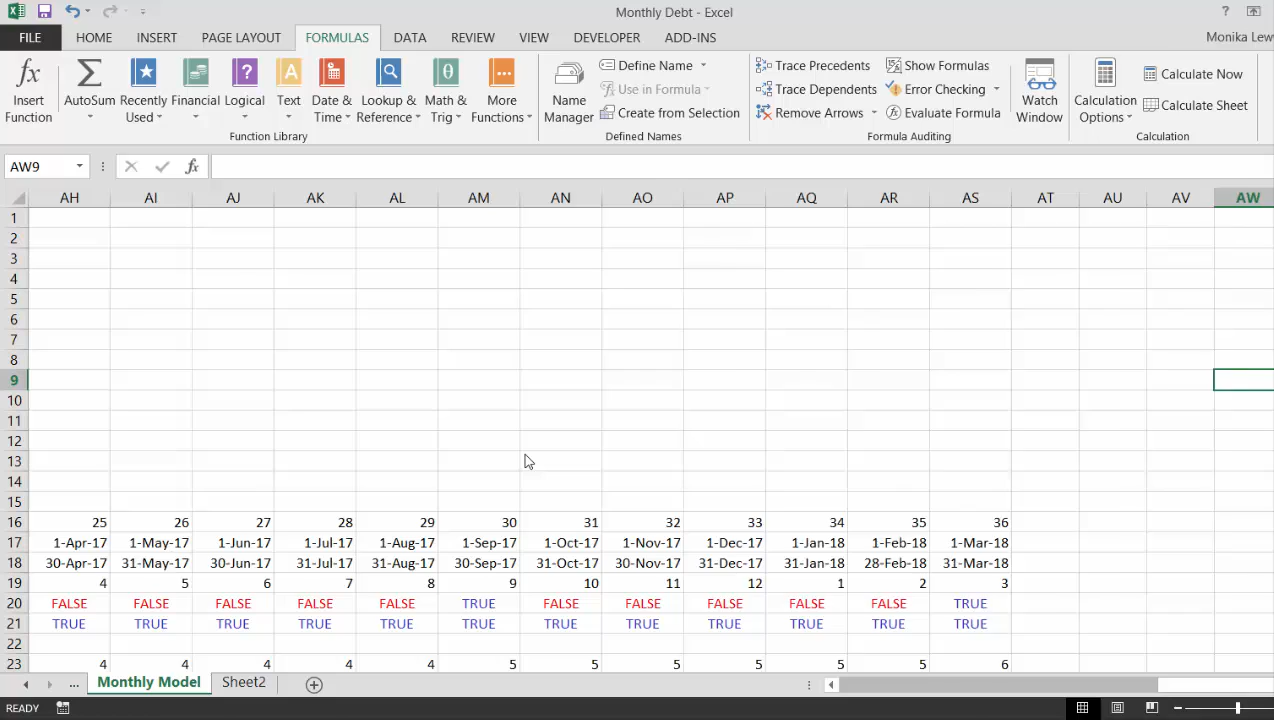 Monthly Debt - Excel
?
FILE HOME INSERT PAGE LAYOUT FORMULAS DATA REVIEW VIEW DEVELOPER ADD-INS Monika Lew
fx Σ ? A θ
Insert Function
AutoSum
Recently Used
Financial
Logical
Text
Date & Time
Lookup & Reference
Math & Trig
More Functions
Function Library
Name Manager
Define Name
Use in Formula
Create from Selection
Defined Names
Trace Precedents
Trace Dependents
Remove Arrows
Show Formulas
Error Checking
Evaluate Formula
Formula Auditing
Watch Window
Calculation Options
Calculate Now
Calculate Sheet
Calculation
AW9 fx
AH AI AJ AK AL AM AN AO AP AQ AR AS AT AU AV AW
1
2
3
4
5
6
7
8
9
10
11
12
13
14
15
16 25 26 27 28 29 30 31 32 33 34 35 36
17 1-Apr-17 1-May-17 1-Jun-17 1-Jul-17 1-Aug-17 1-Sep-17 1-Oct-17 1-Nov-17 1-Dec-17 1-Jan-18 1-Feb-18 1-Mar-18
18 30-Apr-17 31-May-17 30-Jun-17 31-Jul-17 31-Aug-17 30-Sep-17 31-Oct-17 30-Nov-17 31-Dec-17 31-Jan-18 28-Feb-18 31-Mar-18
19 4 5 6 7 8 9 10 11 12 1 2 3
20 FALSE FALSE FALSE FALSE FALSE TRUE FALSE FALSE FALSE FALSE FALSE TRUE
21 TRUE TRUE TRUE TRUE TRUE TRUE TRUE TRUE TRUE TRUE TRUE TRUE
22
23 4 4 4 4 4 5 5 5 5 5 5 6
... Monthly Model Sheet2
READY